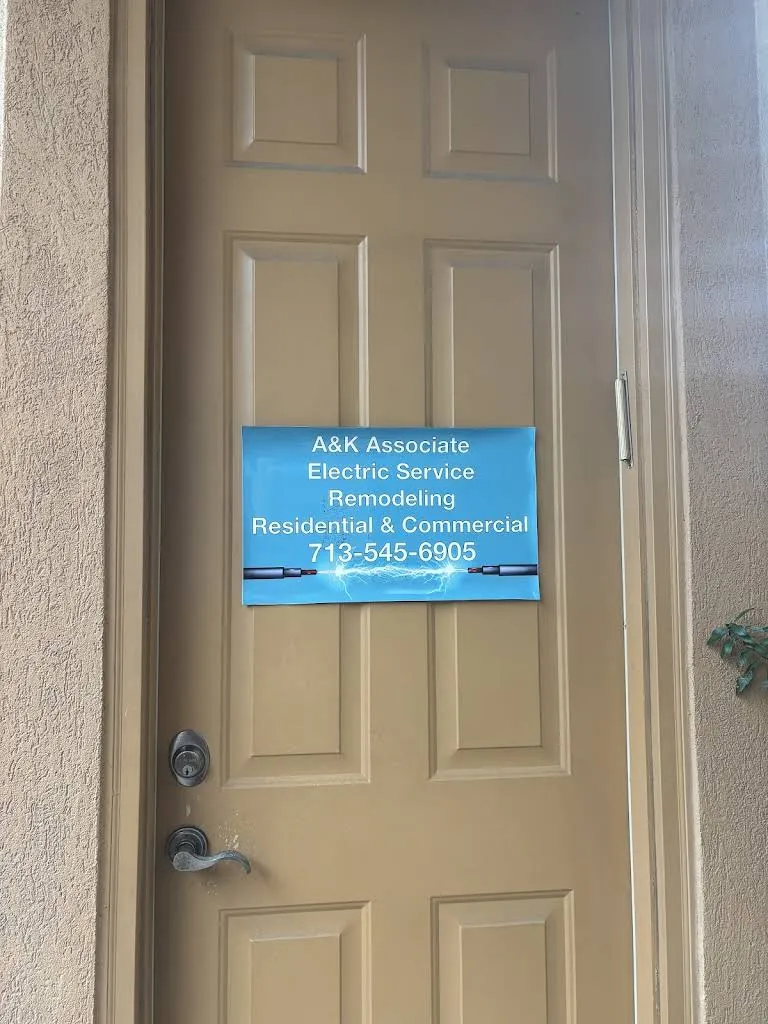 A&K Associate
Electric Service
Remodeling
Residential & Commercial
713-545-6905